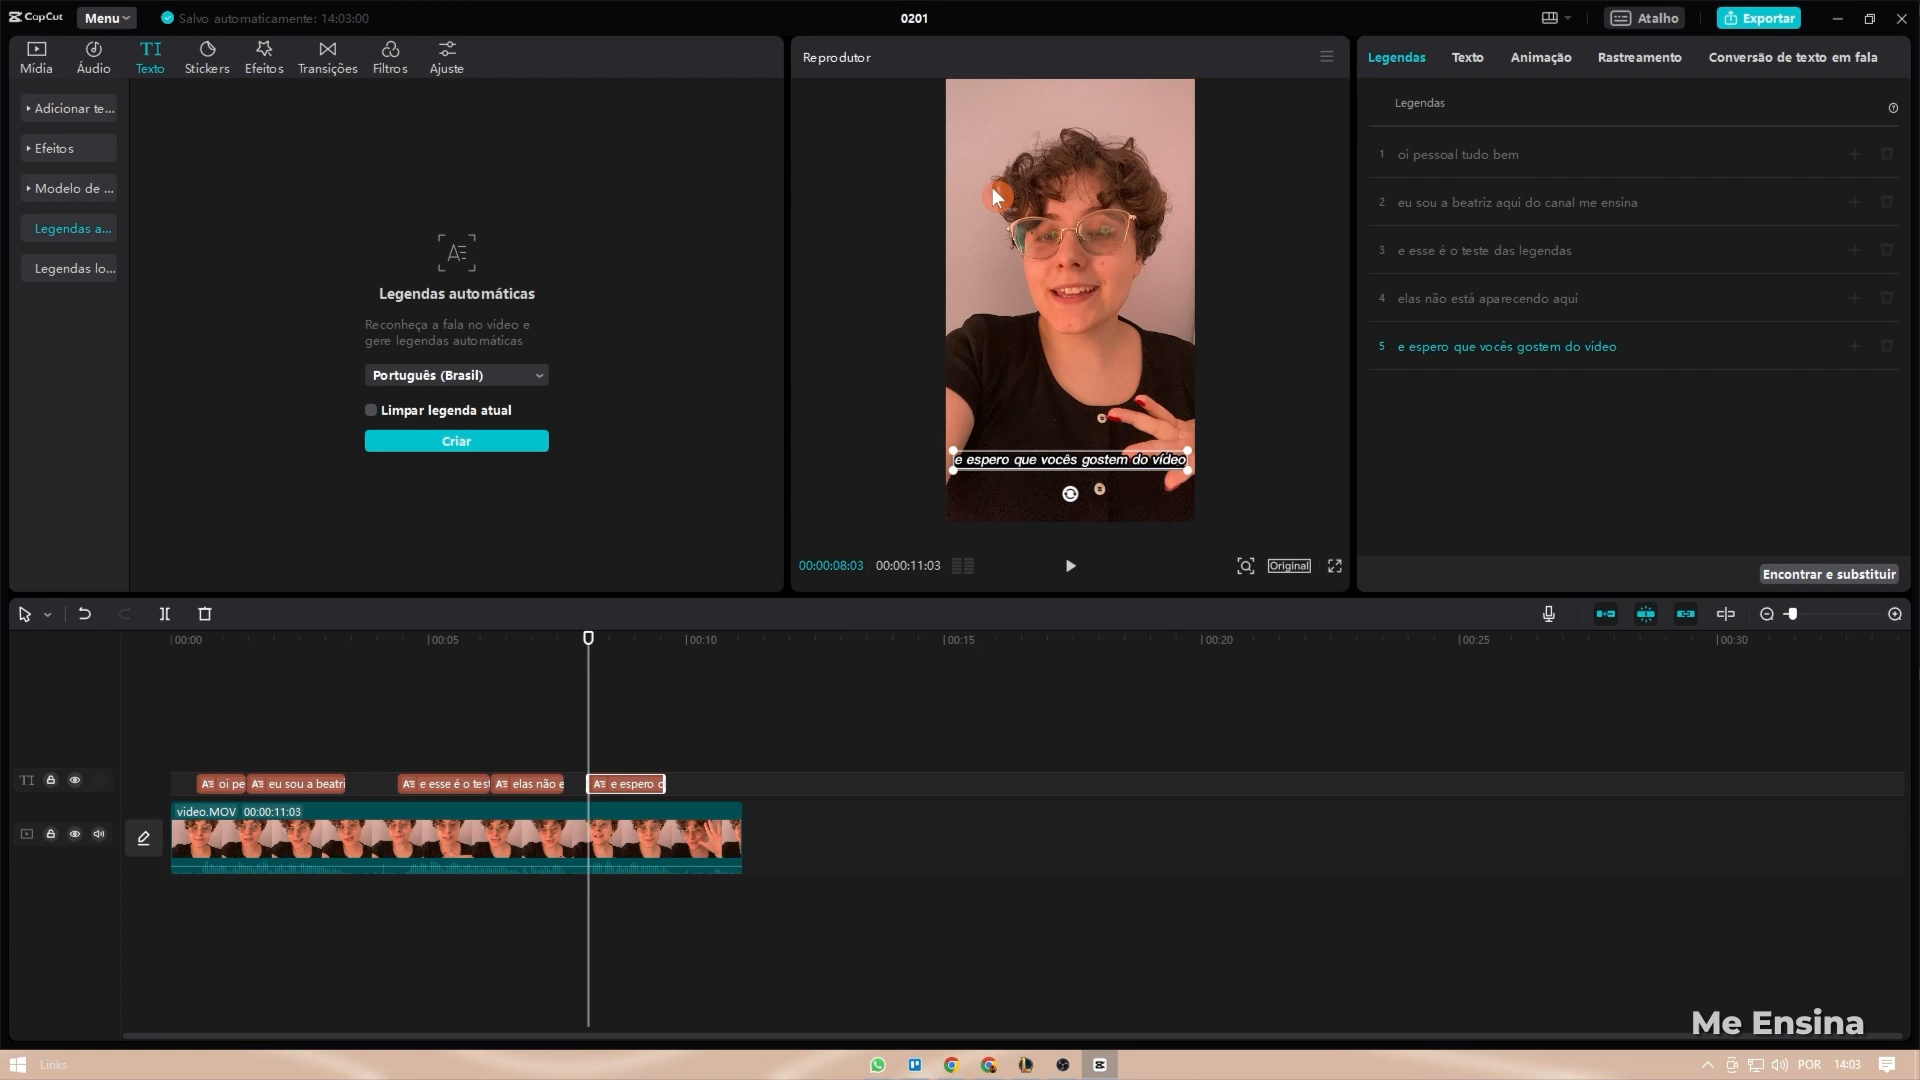 CapCut
Menu
Salvo automaticamente: 14:03:00
0201
Atalho
Exportar
Mídia
Áudio
TI
Texto
Stickers
Efeitos
Transições
Filtros
Ajuste
Adicionar te...
Efeitos
Modelo de ...
Legendas a...
Legendas lo...
Legendas automáticas
Reconheça a fala no vídeo e
gere legendas automáticas
Português (Brasil)
Limpar legenda atual
Criar
Reprodutor
e espero que vocês gostem do vídeo
00:00:08:03
00:00:11:03
Original
Legendas
Texto
Animação
Rastreamento
Conversão de texto em fala
Legendas
1 oi pessoal tudo bem
2 eu sou a beatriz aqui do canal me ensina
3 e esse é o teste das legendas
4 elas não está aparecendo aqui
5 e espero que vocês gostem do vídeo
Encontrar e substituir
00:00
00:05
00:10
00:15
00:20
00:25
00:30
TI
oi pe
eu sou a beatri
e esse é o test
elas não e
e espero q
video.MOV 00:00:11:03
Me Ensina
Links
POR
14:03